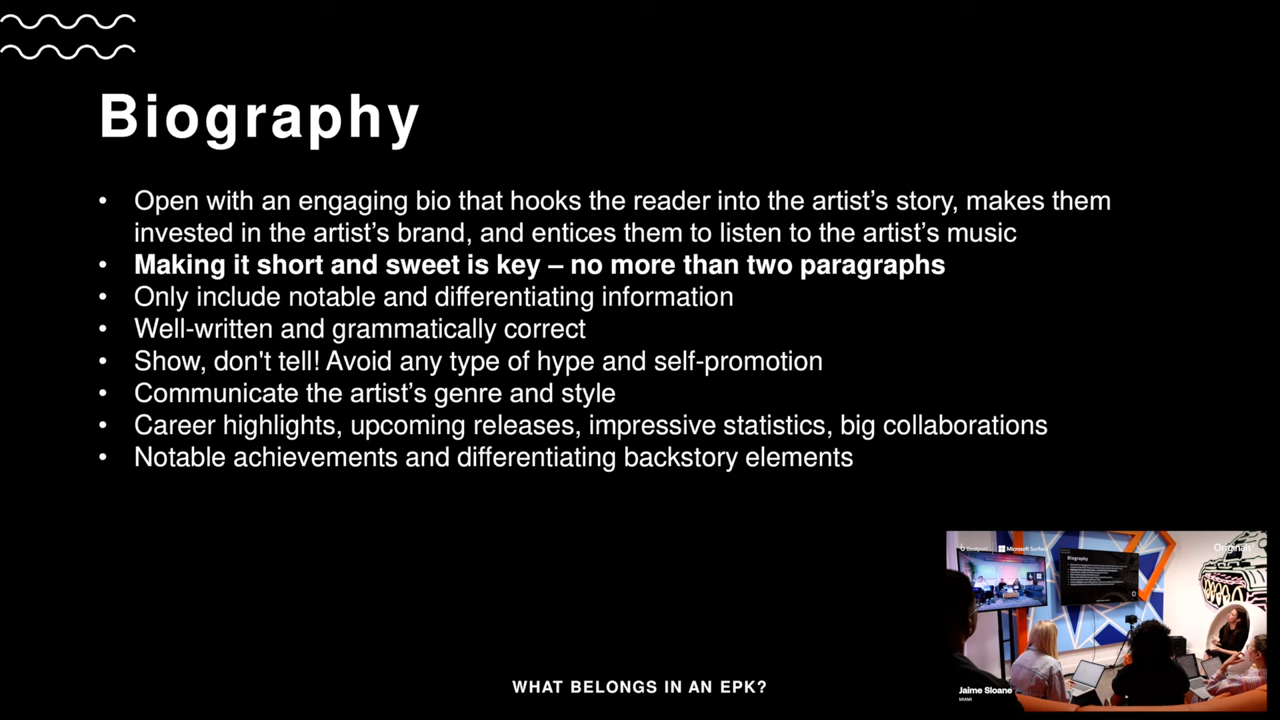 Biography
• Open with an engaging bio that hooks the reader into the artist’s story, makes them
invested in the artist’s brand, and entices them to listen to the artist’s music
• Making it short and sweet is key – no more than two paragraphs
• Only include notable and differentiating information
• Well-written and grammatically correct
• Show, don't tell! Avoid any type of hype and self-promotion
• Communicate the artist’s genre and style
• Career highlights, upcoming releases, impressive statistics, big collaborations
• Notable achievements and differentiating backstory elements
Microsoft Surface
Originals
Biography
Jaime Sloane
MIAMI
WHAT BELONGS IN AN EPK?